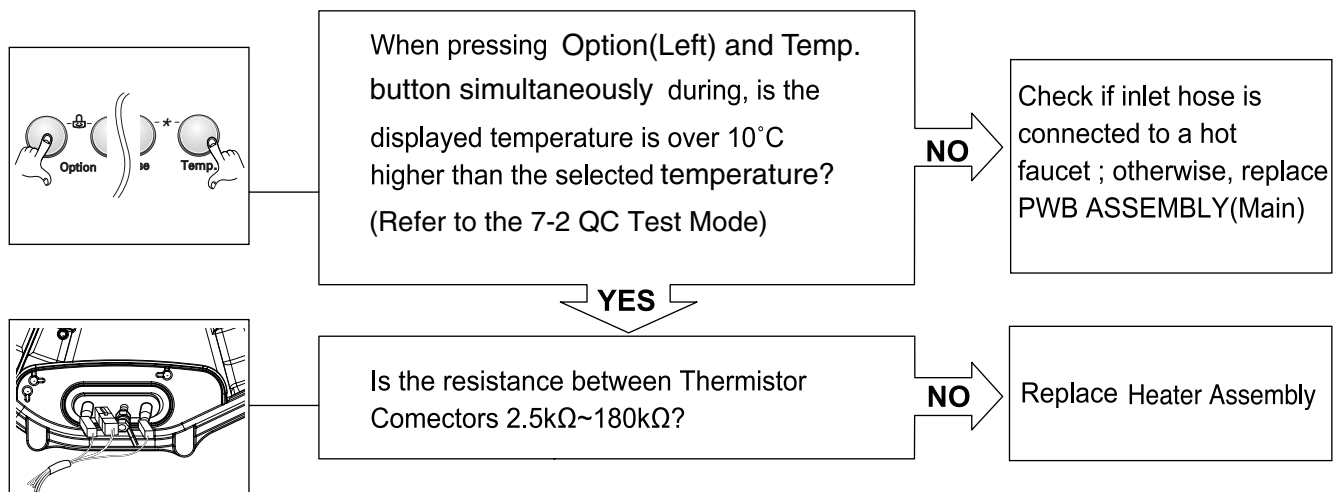 Option
se
Temp.
*
When pressing Option(Left) and Temp.
button simultaneously during, is the
displayed temperature is over 10˚C
higher than the selected temperature?
(Refer to the 7-2 QC Test Mode)
NO
Check if inlet hose is
connected to a hot
faucet ; otherwise, replace
PWB ASSEMBLY(Main)
YES
Is the resistance between Thermistor
Comectors 2.5kΩ~180kΩ?
NO
Replace Heater Assembly